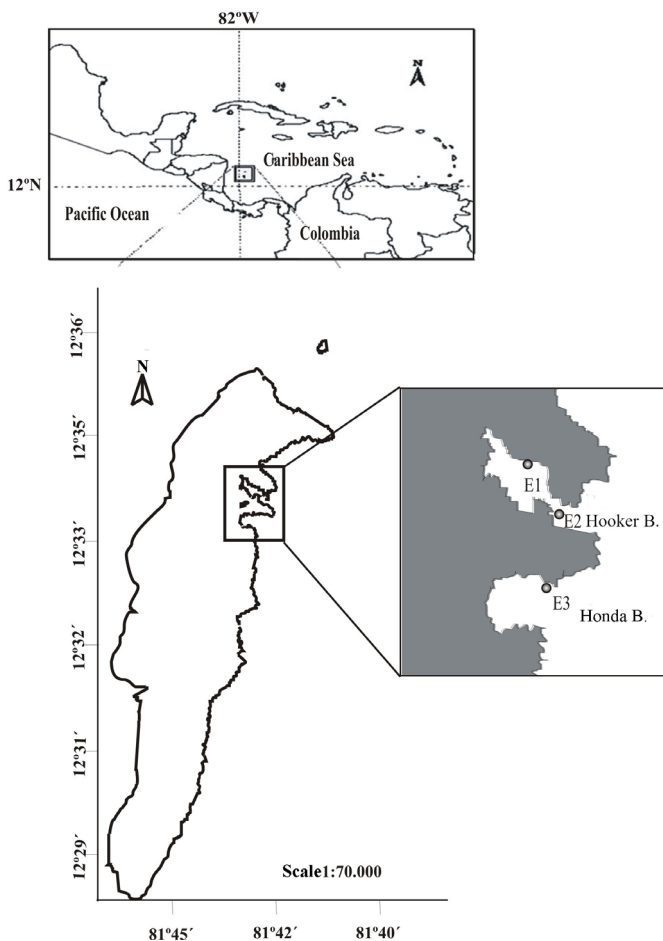 82ºW
N
Caribbean Sea
12ºN
Pacific Ocean
Colombia
12º36´
N
12º35´
E1
E2 Hooker B.
12º33´
E3
Honda B.
12º32´
12º31´
12º29´
Scale1:70.000
81º45´ 81º42´ 81º40´